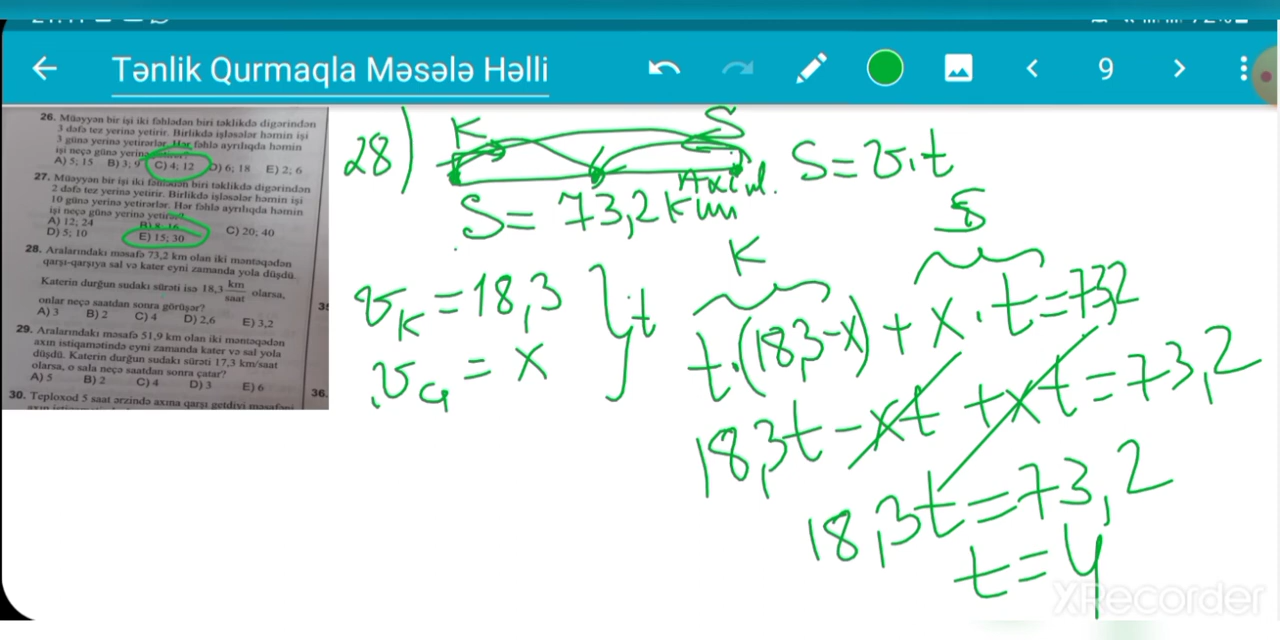 Tənlik Qurmaqla Məsələ Həlli
9
26. Müəyyən bir işi iki fəhlədən biri təklikdə digərindən
3 dəfə tez yerinə yetirir. Birlikdə işləsələr həmin işi
3 günə yerinə yetirərlər. Hər fəhlə ayrılıqda həmin
işi neçə günə yerinə yetirər?
A) 5; 15 B) 3; 9 C) 4; 12 D) 6; 18 E) 2; 6
27. Müəyyən bir işi iki fəhlədən biri təklikdə digərindən
2 dəfə tez yerinə yetirir. Birlikdə işləsələr həmin işi
10 günə yerinə yetirərlər. Hər fəhlə ayrılıqda həmin
işi neçə günə yerinə yetirər?
A) 12; 24 B) 8; 16 C) 20; 40
D) 5; 10 E) 15; 30
28. Aralarındakı məsafə 73,2 km olan iki məntəqədən
qarşı-qarşıya sal və kater eyni zamanda yola düşdü.
Katerin durğun sudakı sürəti isə 18,3 km/saat olarsa,
onlar neçə saatdan sonra görüşər?
A) 3 B) 2 C) 4 D) 2,6 E) 3,2
29. Aralarındakı məsafə 51,9 km olan iki məntəqədən
axın istiqamətində eyni zamanda kater və sal yola
düşdü. Katerin durğun sudakı sürəti 17,3 km/saat
olarsa, o sala neçə saatdan sonra çatar?
A) 5 B) 2 C) 4 D) 3 E) 6
30. Teploxod 5 saat ərzində axına qarşı getdiyi məsafəni
35
36.
28)
K S
S = 73,2 km
S = v.t
v_K = 18,3 } t
v_a = x
K S
t·(18,3-x) + x·t = 73,2
18,3t - xt + xt = 73,2
18,3t = 73,2
t = 4
XRecorder